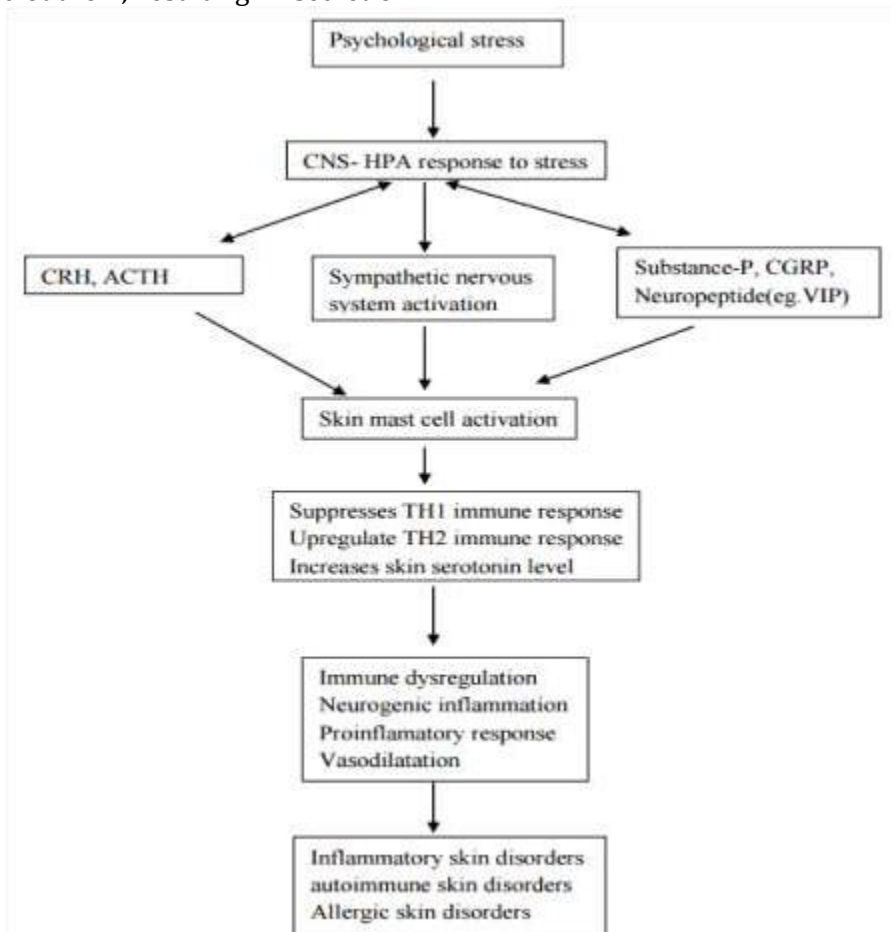 Psychological stress
CNS- HPA response to stress
CRH, ACTH
Sympathetic nervous
system activation
Substance-P, CGRP,
Neuropeptide(eg.VIP)
Skin mast cell activation
Suppresses TH1 immune response
Upregulate TH2 immune response
Increases skin serotonin level
Immune dysregulation
Neurogenic inflammation
Proinflamatory response
Vasodilatation
Inflammatory skin disorders
autoimmune skin disorders
Allergic skin disorders